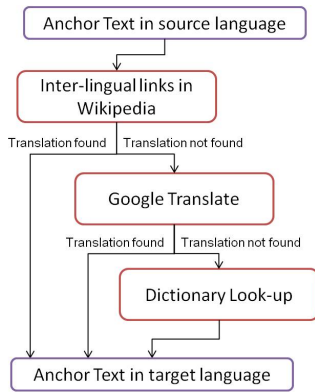 Anchor Text in source language
Inter-lingual links in
Wikipedia
Translation found
Translation not found
Google Translate
Translation found
Translation not found
Dictionary Look-up
Anchor Text in target language